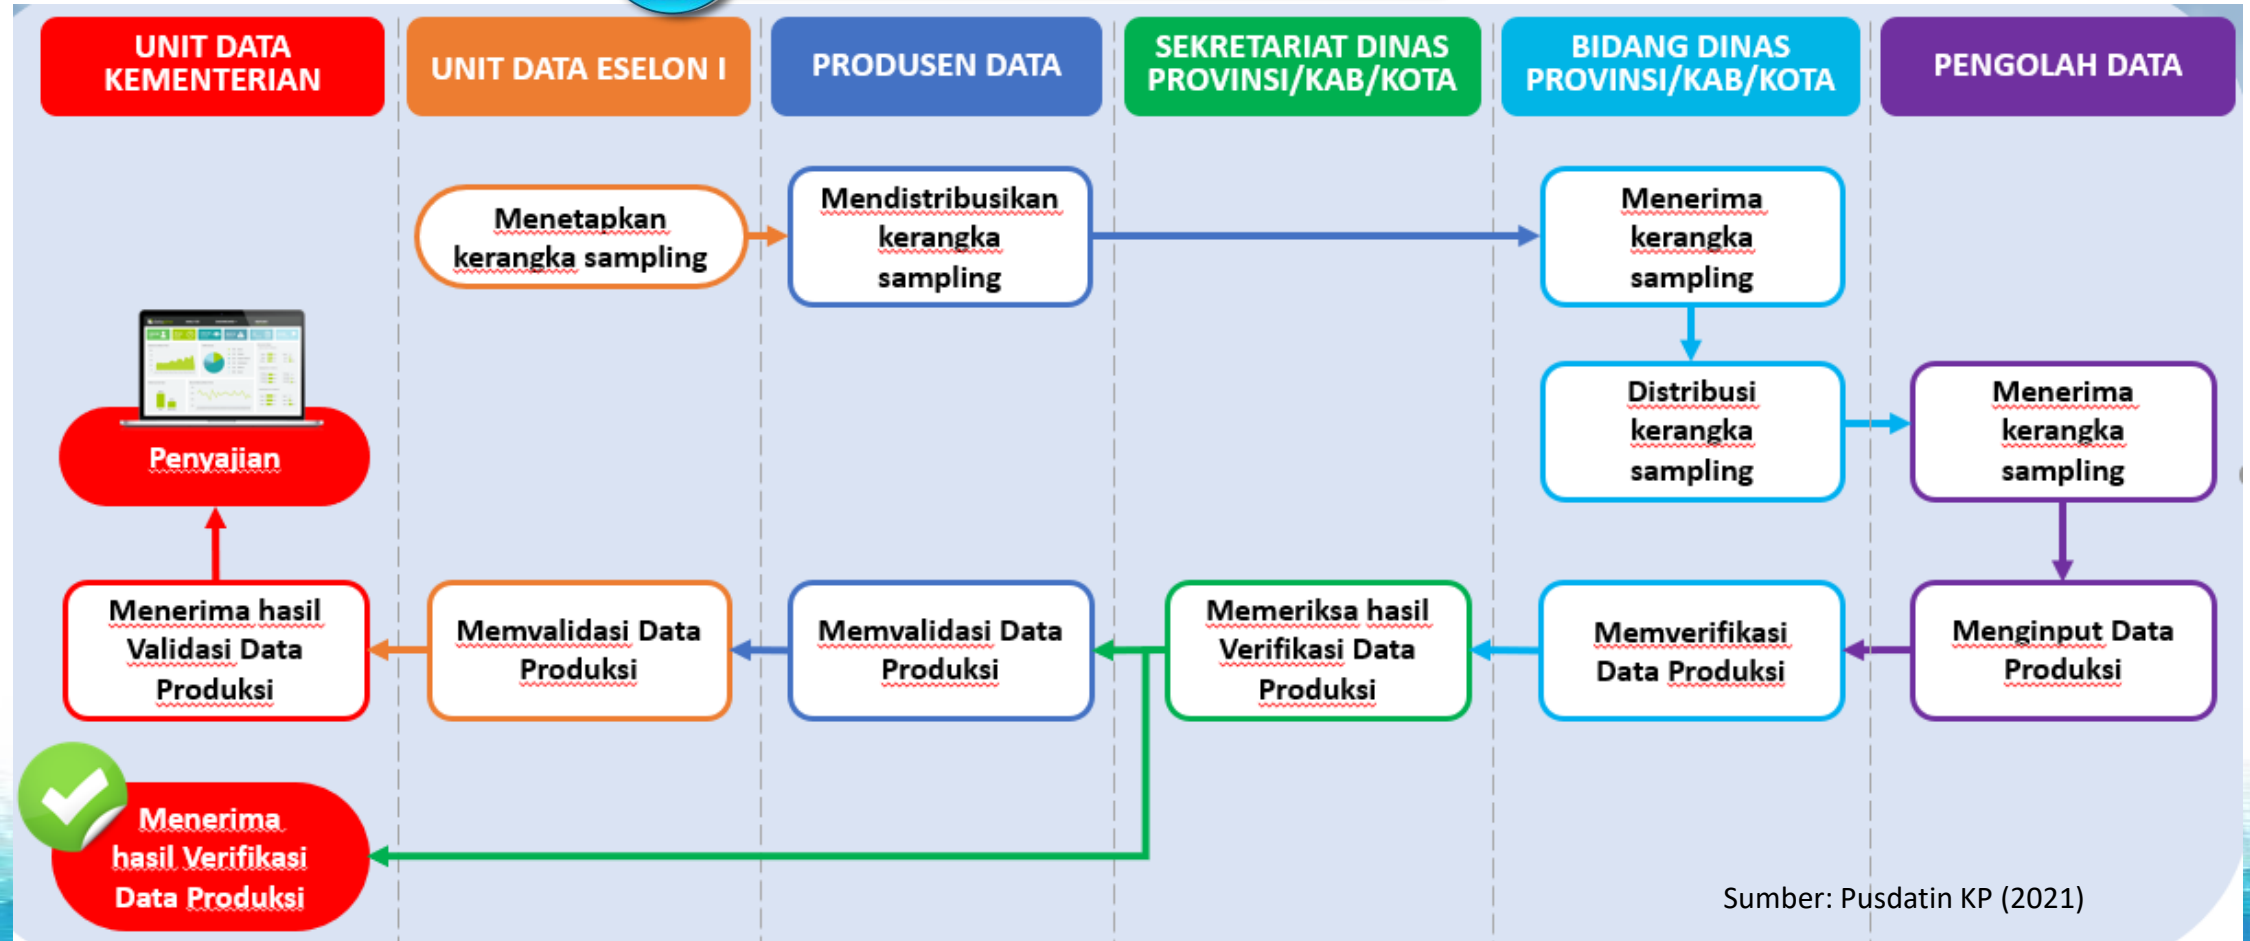 UNIT DATA
KEMENTERIAN
UNIT DATA ESELON I
PRODUSEN DATA
SEKRETARIAT DINAS
PROVINSI/KAB/KOTA
BIDANG DINAS
PROVINSI/KAB/KOTA
PENGOLAH DATA
Menetapkan
kerangka sampling
Mendistribusikan
kerangka
sampling
Menerima
kerangka
sampling
Distribusi
kerangka
sampling
Menerima
kerangka
sampling
Penyajian
Menerima hasil
Validasi Data
Produksi
Memvalidasi Data
Produksi
Memvalidasi Data
Produksi
Memeriksa hasil
Verifikasi Data
Produksi
Memverifikasi
Data Produksi
Menginput Data
Produksi
Menerima
hasil Verifikasi
Data Produksi
Sumber: Pusdatin KP (2021)